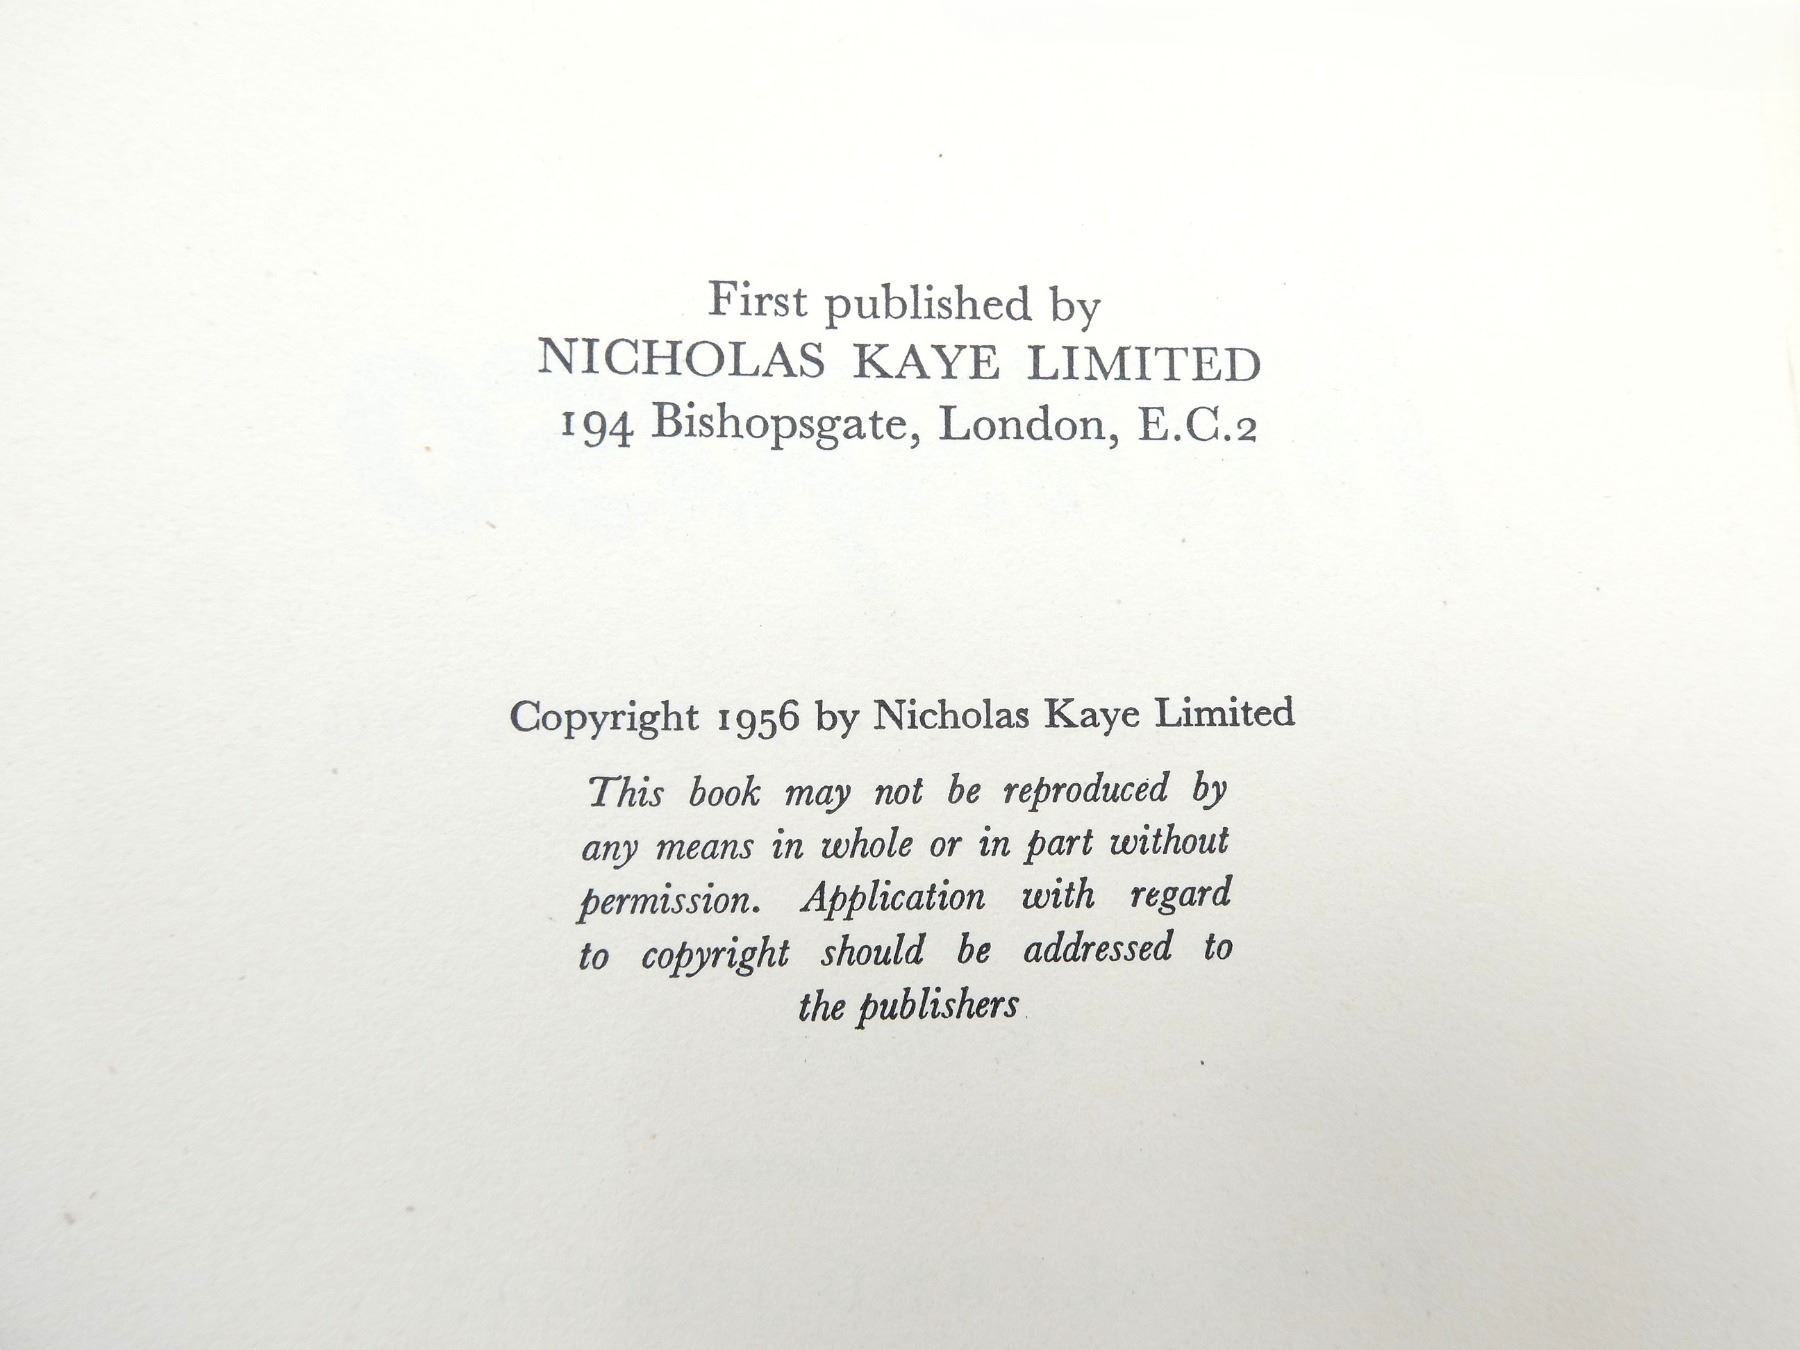 First published by
NICHOLAS KAYE LIMITED
194 Bishopsgate, London, E.C.2
Copyright 1956 by Nicholas Kaye Limited
This book may not be reproduced by
any means in whole or in part without
permission. Application with regard
to copyright should be addressed to
the publishers